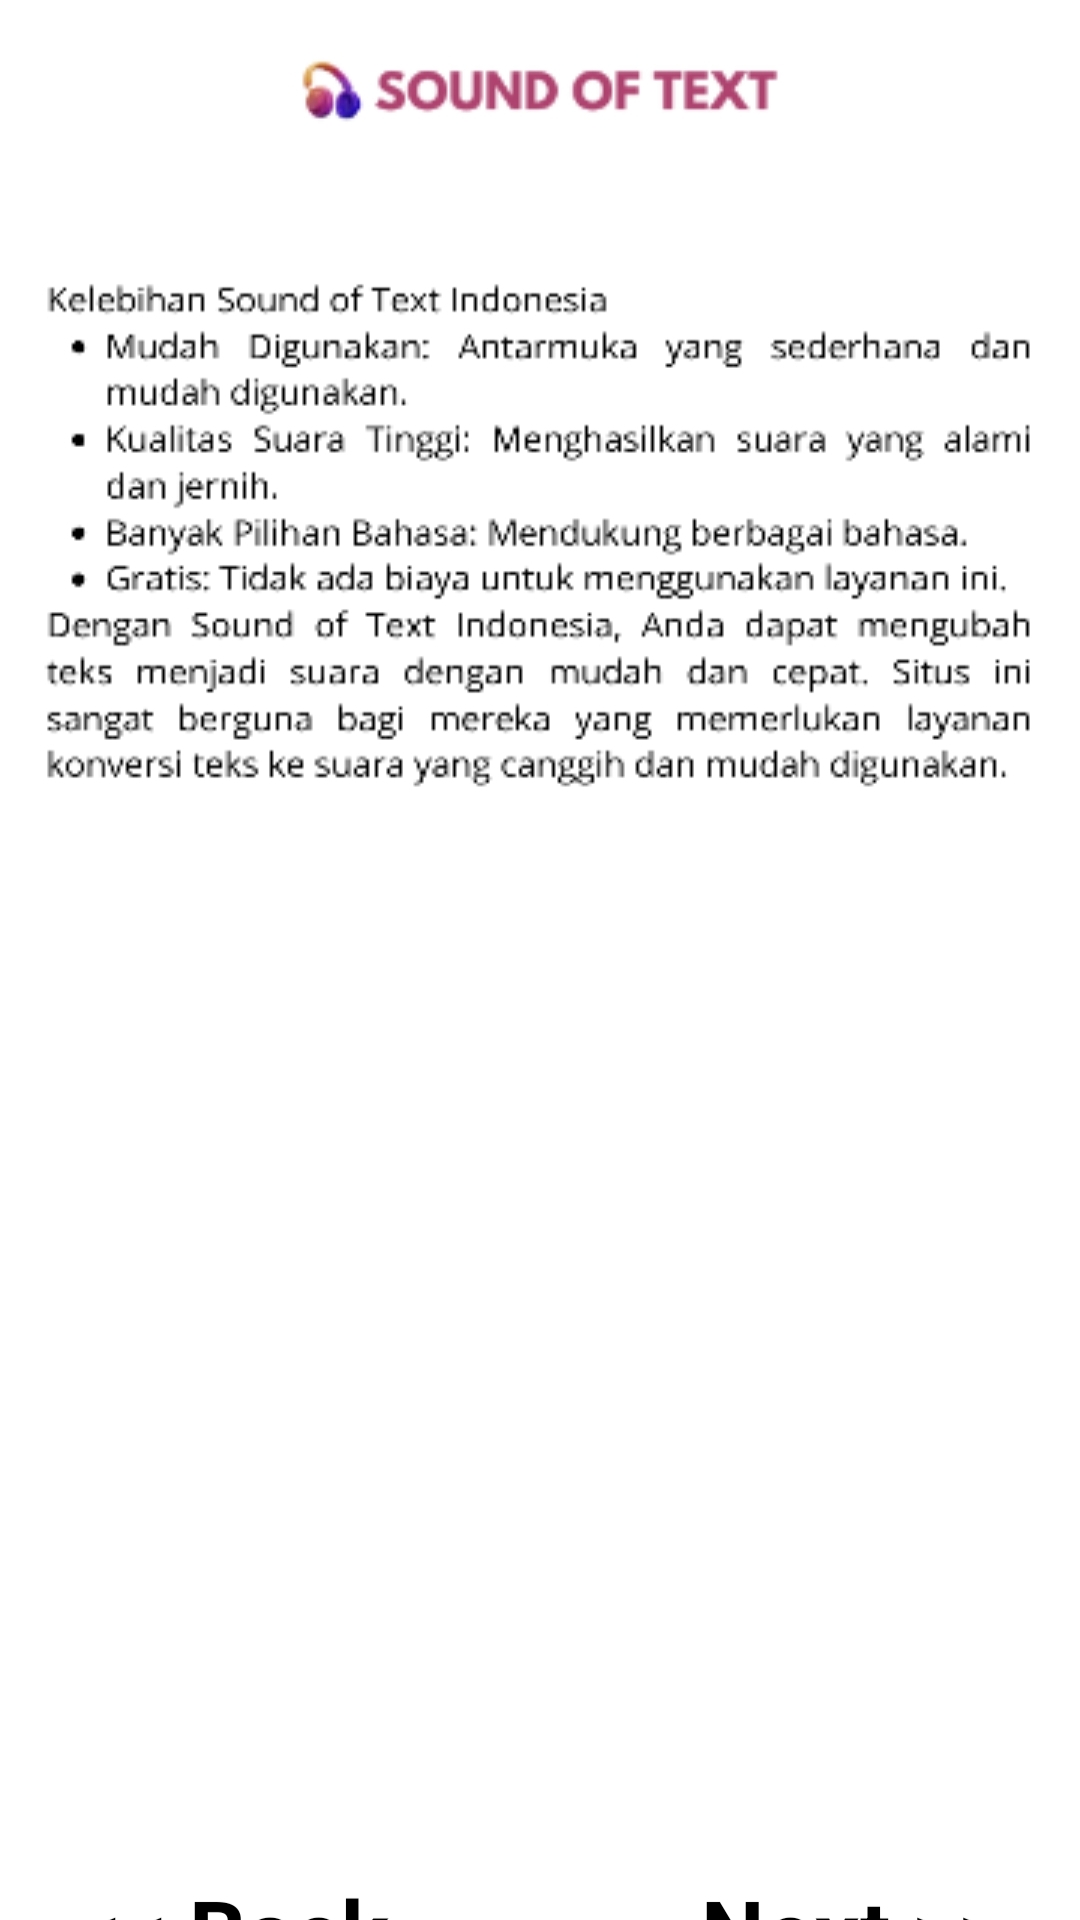 SOUND OF TEXT
Kelebihan Sound of Text Indonesia
• Mudah Digunakan: Antarmuka yang sederhana dan
mudah digunakan.
• Kualitas Suara Tinggi: Menghasilkan suara yang alami
dan jernih.
• Banyak Pilihan Bahasa: Mendukung berbagai bahasa.
• Gratis: Tidak ada biaya untuk menggunakan layanan ini.
Dengan Sound of Text Indonesia, Anda dapat mengubah
teks menjadi suara dengan mudah dan cepat. Situs ini
sangat berguna bagi mereka yang memerlukan layanan
konversi teks ke suara yang canggih dan mudah digunakan.
<< Back Next >>